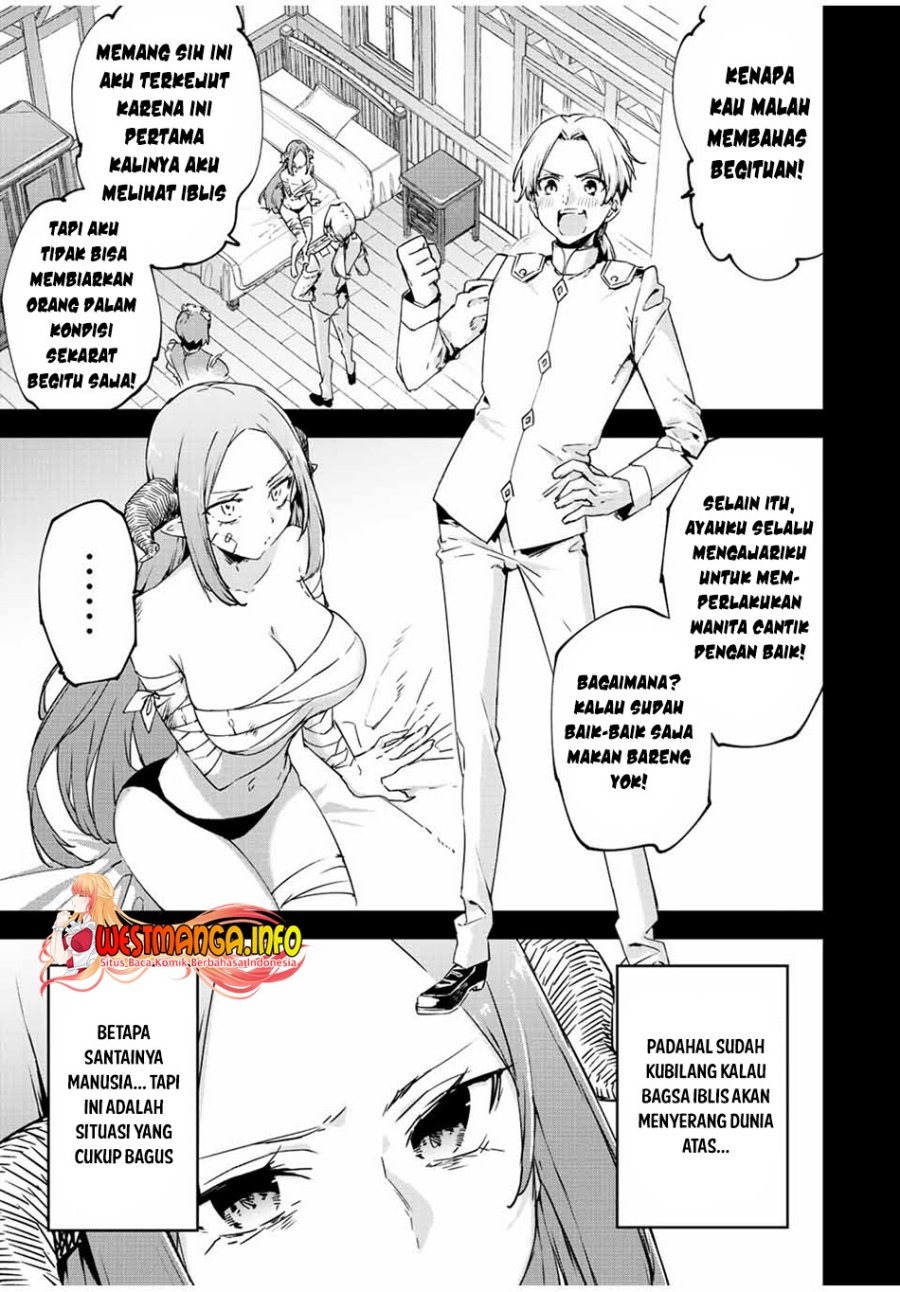 KENAPA
KAU MALAH
MEMBAHAS
BEGITUAN!
MEMANG SIH INI
AKU TERKEJUT
KARENA INI
PERTAMA
KALINYA AKU
MELIHAT IBLIS
TAPI AKU
TIDAK BISA
MEMBIARKAN
ORANG DALAM
KONDISI
SEKARAT
BEGITU SAJA!
SELAIN ITU,
AYAHKU SELALU
MENGAJARIKU
UNTUK MEM-
PERLAKUKAN
WANITA CANTIK
DENGAN BAIK!
BAGAIMANA?
KALAU SUDAH
BAIK-BAIK SAJA
MAKAN BARENG
YOK!
......
WESTMANGA.INFO
Situs Baca Komik Berbahasa Indonesia
PADAHAL SUDAH
KUBILANG KALAU
BAGSA IBLIS AKAN
MENYERANG DUNIA
ATAS...
BETAPA
SANTAINYA
MANUSIA... TAPI
INI ADALAH
SITUASI YANG
CUKUP BAGUS